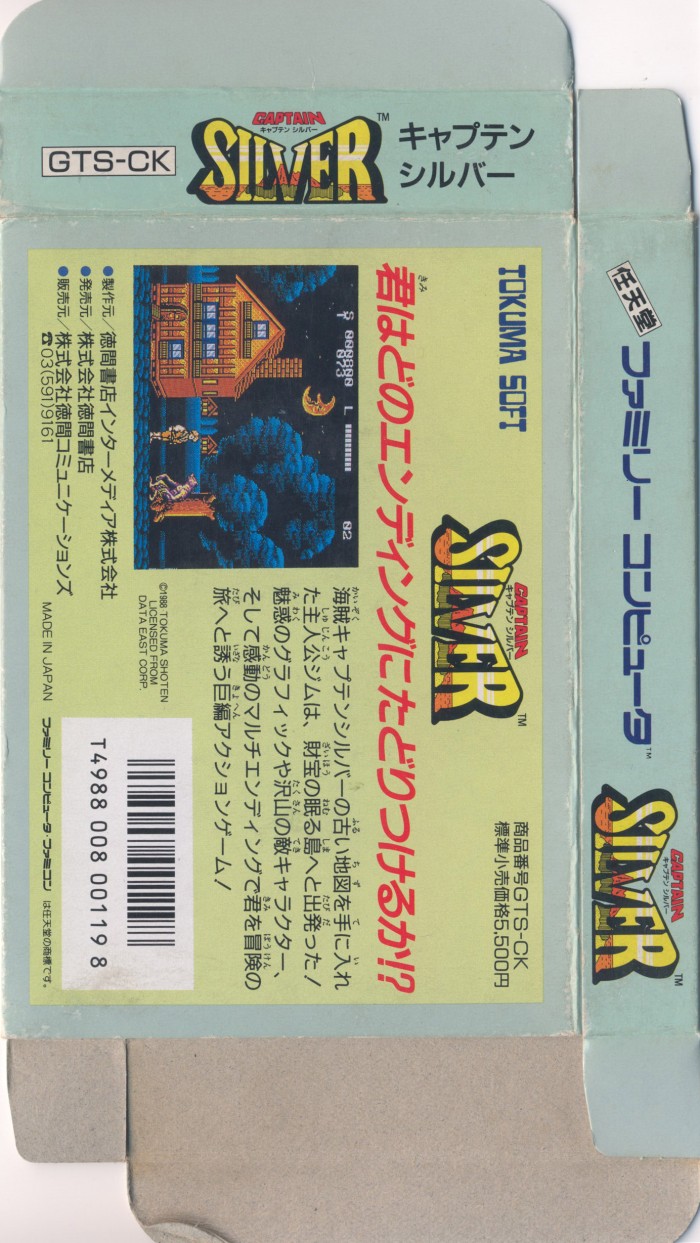 GTS-CK
CAPTAIN
キャプテン シルバー
SILVER
TM
キャプテン
シルバー
任天堂
ファミリー コンピュータ
TM
CAPTAIN
キャプテン シルバー
SILVER
TM
TOKUMA SOFT
CAPTAIN
キャプテン シルバー
SILVER
TM
商品番号GTS-CK
標準小売価格5,500円
君はどのエンディングにたどりつけるか!?
S 000800 L
T 073 02
海賊キャプテンシルバーの古い地図を手に入れ
た主人公ジムは、財宝の眠る島へと出発った！
魅惑のグラフィックや沢山の敵キャラクター、
そして感動のマルチエンディングで君を冒険の
旅へと誘う巨編アクションゲーム！
●製作元／徳間書店インターメディア株式会社
●発売元／株式会社徳間書店
●販売元／株式会社徳間コミュニケーションズ
☎03(591)9161
©1988 TOKUMA SHOTEN
LICENSED FROM
DATA EAST CORP.
MADE IN JAPAN
ファミリーコンピュータ・ファミコン は任天堂の商標です。
T4988 008 001198